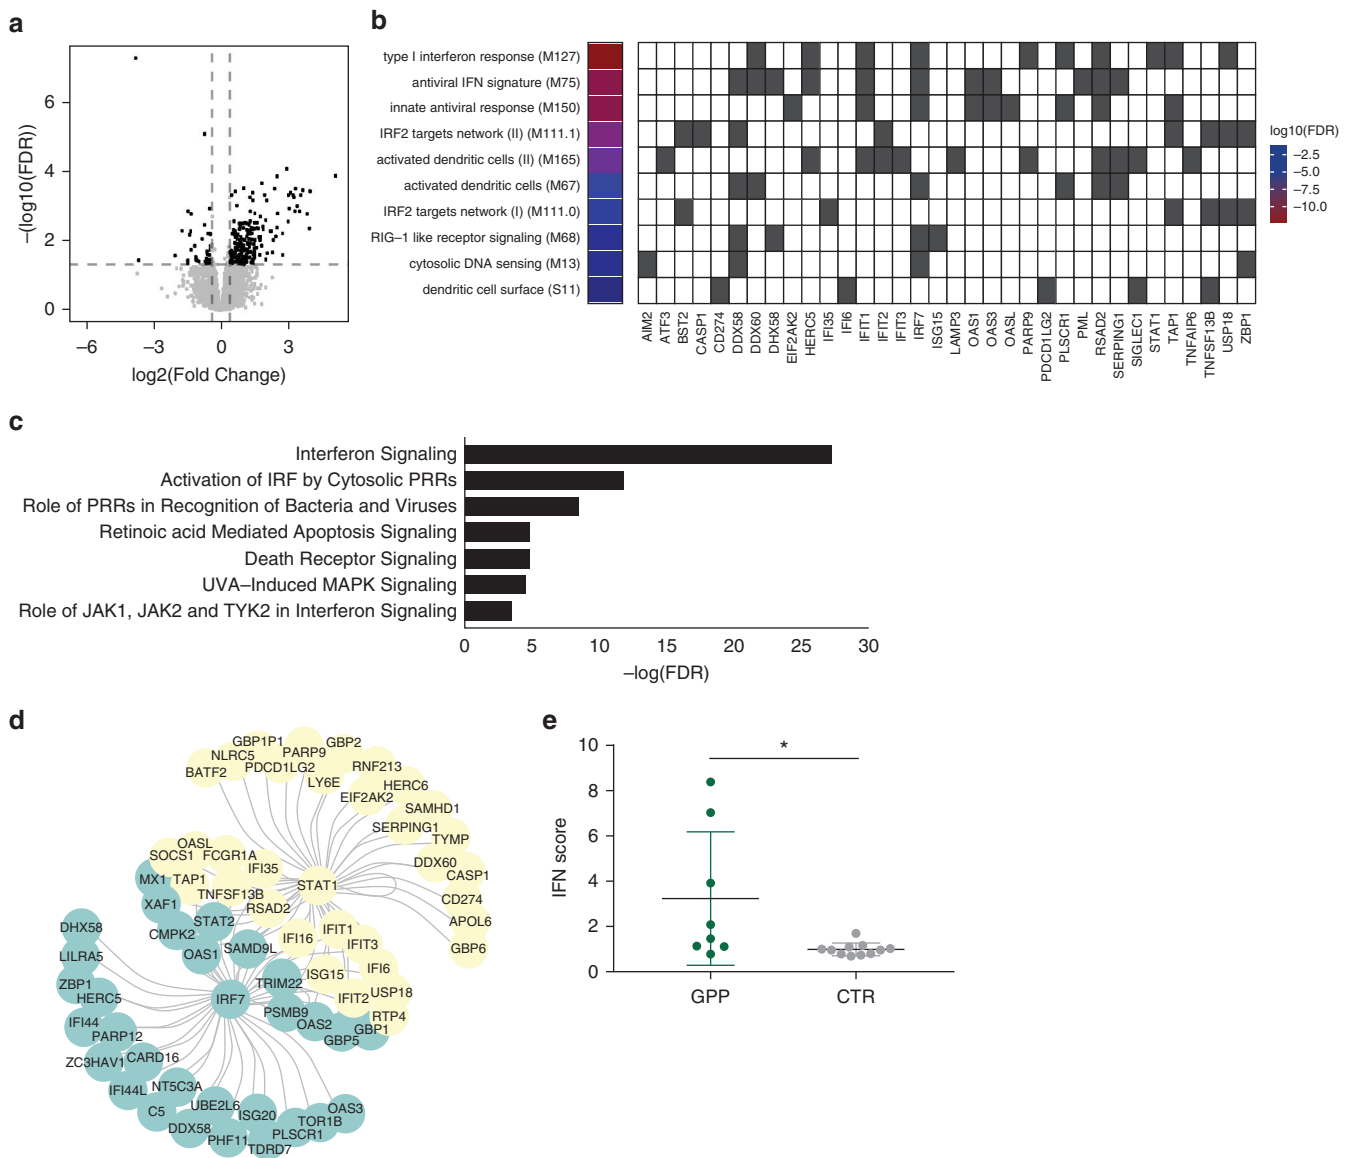 a
−(log10(FDR))
6
4
2
0
−6
−3
0
3
log2(Fold Change)
b
type I interferon response (M127)
antiviral IFN signature (M75)
innate antiviral response (M150)
IRF2 targets network (II) (M111.1)
activated dendritic cells (II) (M165)
activated dendritic cells (M67)
IRF2 targets network (I) (M111.0)
RIG−1 like receptor signaling (M68)
cytosolic DNA sensing (M13)
dendritic cell surface (S11)
AIM2
ATF3
BST2
CASP1
CD274
DDX58
DDX60
DHX58
EIF2AK2
HERC5
IFI35
IFI6
IFIT1
IFIT2
IFIT3
IRF7
ISG15
LAMP3
OAS1
OAS3
OASL
PARP9
PDCD1LG2
PLSCR1
PML
RSAD2
SERPING1
SIGLEC1
STAT1
TAP1
TNFAIP6
TNFSF13B
USP18
ZBP1
log10(FDR)
−2.5
−5.0
−7.5
−10.0
c
Interferon Signaling
Activation of IRF by Cytosolic PRRs
Role of PRRs in Recognition of Bacteria and Viruses
Retinoic acid Mediated Apoptosis Signaling
Death Receptor Signaling
UVA−Induced MAPK Signaling
Role of JAK1, JAK2 and TYK2 in Interferon Signaling
0
5
10
15
20
25
30
−log(FDR)
d
GBP1P1
GBP2
NLRC5
PARP9
BATF2
PDCD1LG2
RNF213
LY6E
HERC6
EIF2AK2
SAMHD1
SERPING1
TYMP
OASL
SOCS1
FCGR1A
DDX60
IFI35
CASP1
MX1
TAP1
STAT1
TNFSF13B
CD274
XAF1
RSAD2
STAT2
APOL6
DHX58
CMPK2
IFIT1
IFI16
IFIT3
GBP6
SAMD9L
OAS1
LILRA5
IFI6
ISG15
ZBP1
TRIM22
HERC5
IRF7
IFIT2
USP18
PSMB9
RTP4
IFI44
OAS2
GBP1
PARP12
GBP5
ZC3HAV1
CARD16
IFI44L
NT5C3A
C5
UBE2L6
OAS3
ISG20
TOR1B
DDX58
PLSCR1
PHF11
TDRD7
e
IFN score
10
8
6
4
2
0
*
GPP
CTR